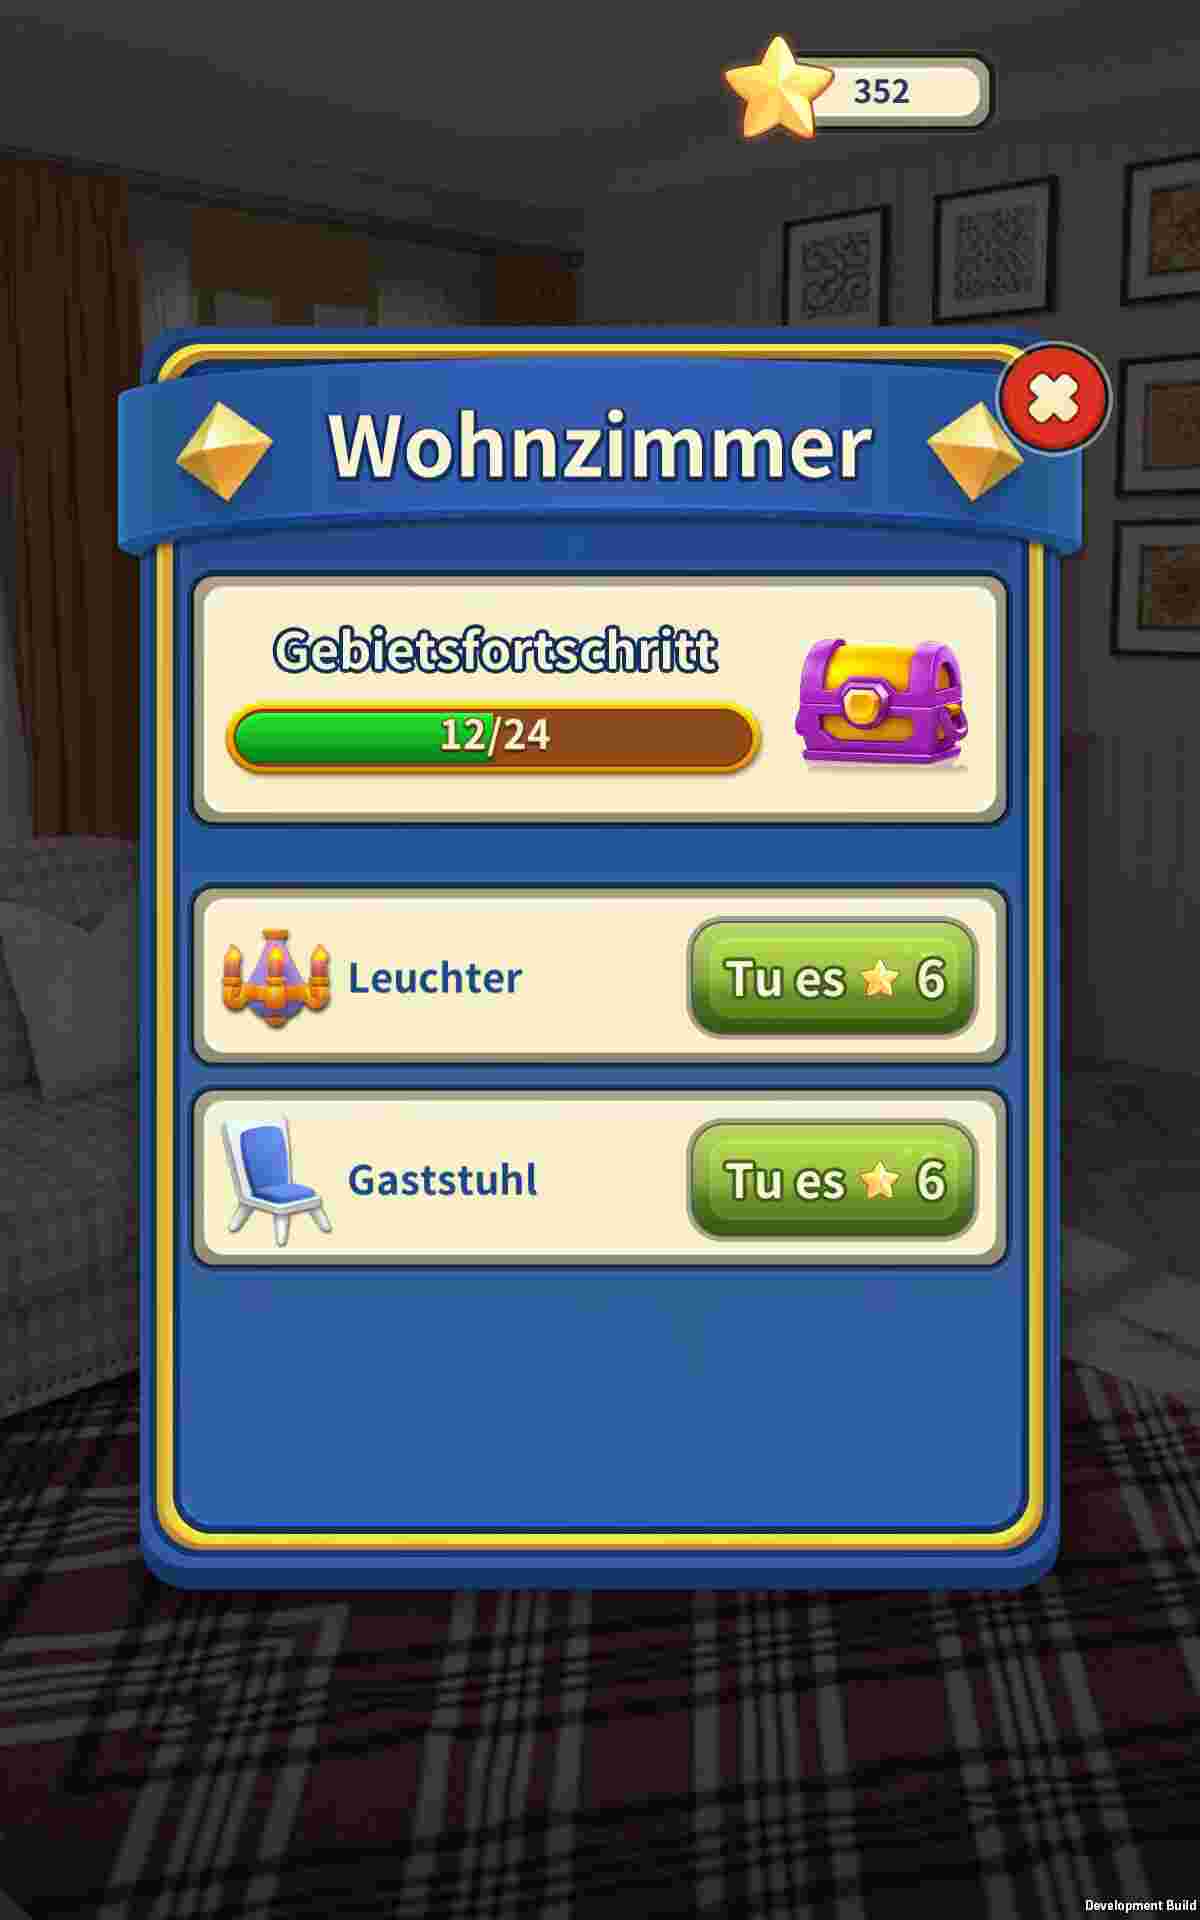 352
Wohnzimmer
Gebietsfortschritt
12/24
Leuchter
Tu es 6
Gaststuhl
Tu es 6
Development Build